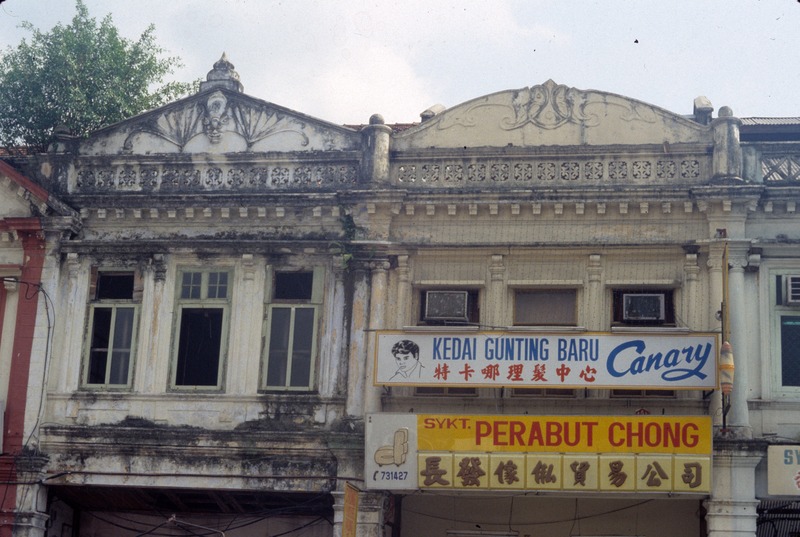 KEDAI GUNTING BARU Canary
特卡哪理髮中心
SYKT. PERABUT CHONG
731427
長發傢俬貿易公司